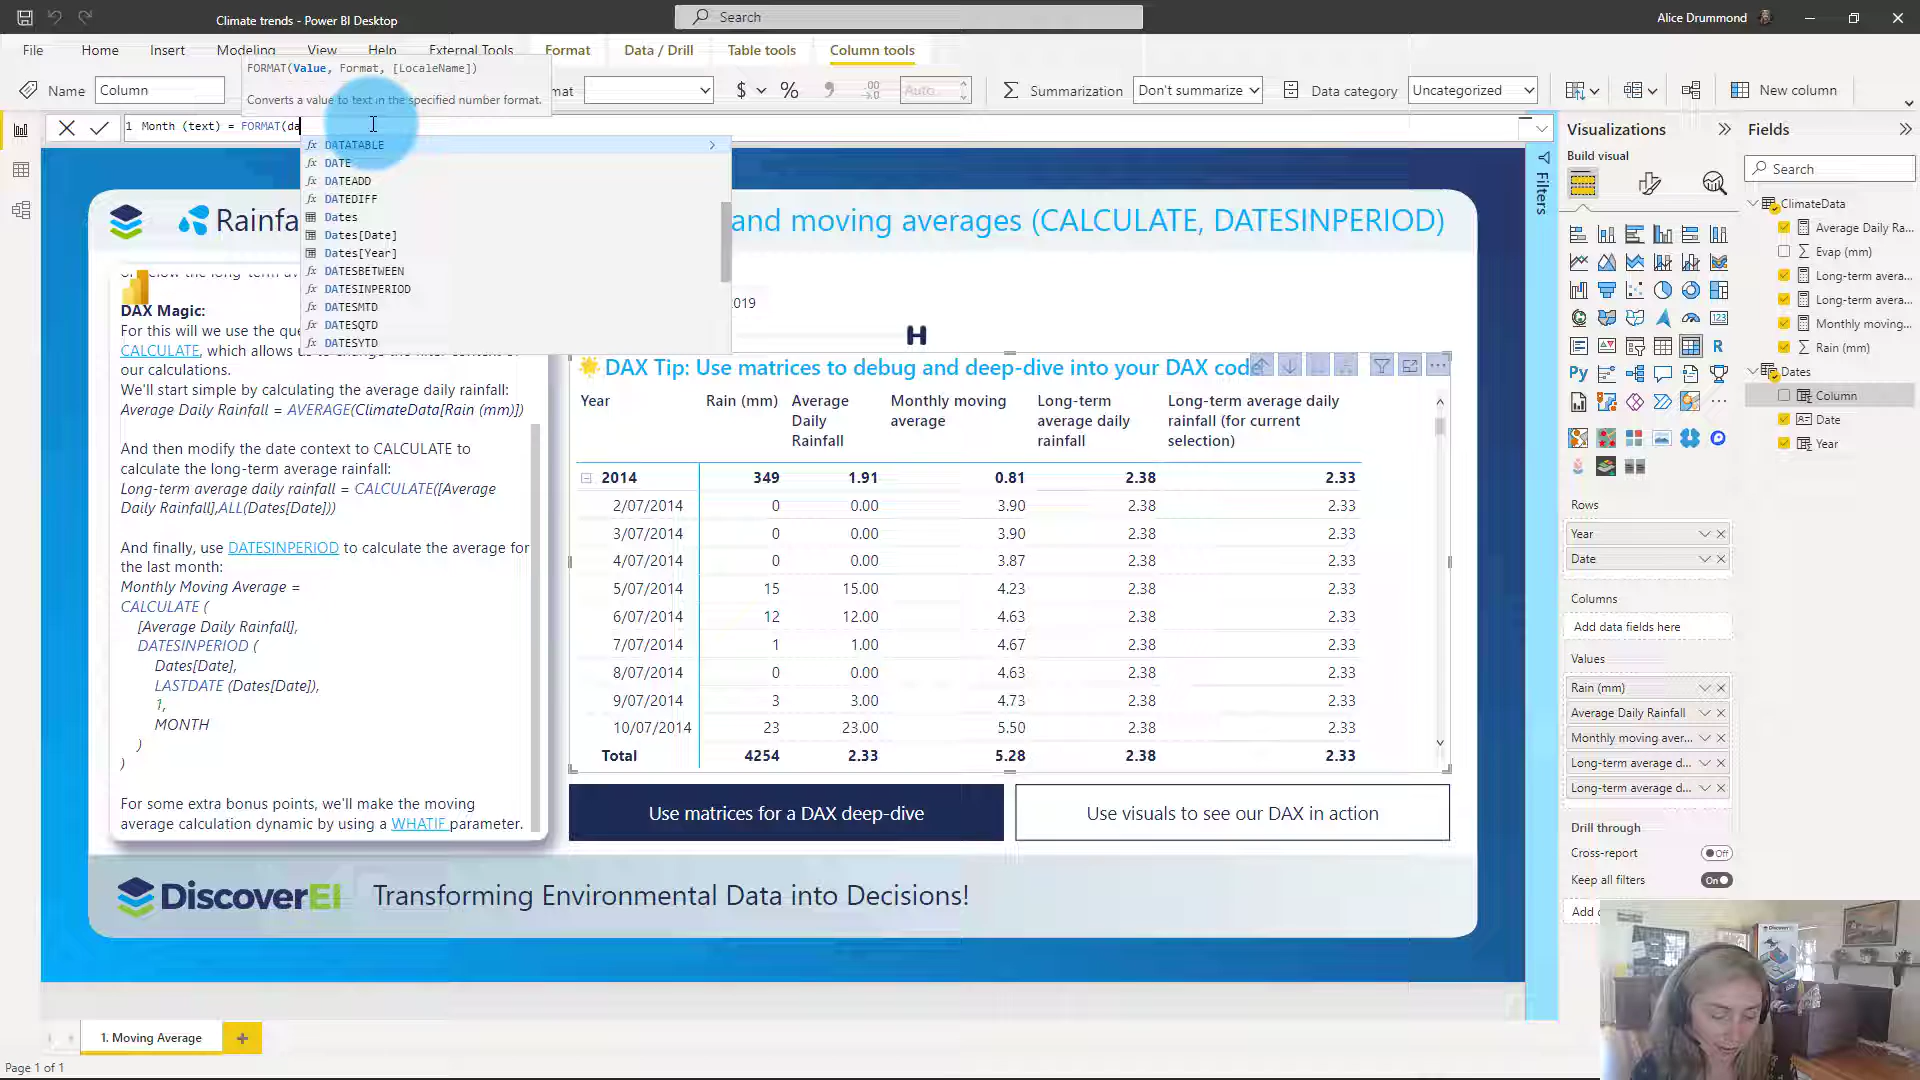 Climate trends - Power BI Desktop
Search
Alice Drummond
File
Home
Insert
Modeling
View
Help
External Tools
Format
Data / Drill
Table tools
Column tools
FORMAT(Value, Format, [LocaleName])
Converts a value to text in the specified number format.
Name
Column
$
%
Auto
Summarization
Don't summarize
Data category
Uncategorized
New column
1 Month (text) = FORMAT(da
DATATABLE
DATE
DATEADD
DATEDIFF
Dates
Dates[Date]
Dates[Year]
DATESBETWEEN
DATESINPERIOD
DATESMTD
DATESQTD
DATESYTD
and moving averages (CALCULATE, DATESINPERIOD)
DAX Magic:
CALCULATE
our calculations.
We'll start simple by calculating the average daily rainfall:
Average Daily Rainfall = AVERAGE(ClimateData[Rain (mm)])
And then modify the date context to CALCULATE to
calculate the long-term average rainfall:
Long-term average daily rainfall = CALCULATE([Average
Daily Rainfall],ALL(Dates[Date]))
And finally, use DATESINPERIOD to calculate the average for
the last month:
Monthly Moving Average =
CALCULATE (
[Average Daily Rainfall],
DATESINPERIOD (
Dates[Date],
LASTDATE (Dates[Date]),
1,
MONTH
)
)
For some extra bonus points, we'll make the moving
average calculation dynamic by using a WHATIF parameter.
DAX Tip: Use matrices to debug and deep-dive into your DAX code
Year
Rain (mm)
Average Daily Rainfall
Monthly moving average
Long-term average daily rainfall
Long-term average daily rainfall (for current selection)
2014 349 1.91 0.81 2.38 2.33
2/07/2014 0 0.00 3.90 2.38 2.33
3/07/2014 0 0.00 3.90 2.38 2.33
4/07/2014 0 0.00 3.87 2.38 2.33
5/07/2014 15 15.00 4.23 2.38 2.33
6/07/2014 12 12.00 4.63 2.38 2.33
7/07/2014 1 1.00 4.67 2.38 2.33
8/07/2014 0 0.00 4.63 2.38 2.33
9/07/2014 3 3.00 4.73 2.38 2.33
10/07/2014 23 23.00 5.50 2.38 2.33
Total 4254 2.33 5.28 2.38 2.33
Use matrices for a DAX deep-dive
Use visuals to see our DAX in action
DiscoverEI
Transforming Environmental Data into Decisions!
1. Moving Average
Page 1 of 1
Filters
Visualizations
Build visual
123
R
Py
Rows
Year
Date
Columns
Add data fields here
Values
Rain (mm)
Average Daily Rainfall
Monthly moving aver...
Long-term average d...
Long-term average d...
Drill through
Cross-report
Off
Keep all filters
On
Add
Fields
Search
ClimateData
Average Daily Ra...
Evap (mm)
Long-term avera...
Long-term avera...
Monthly moving...
Rain (mm)
Dates
Column
Date
Year